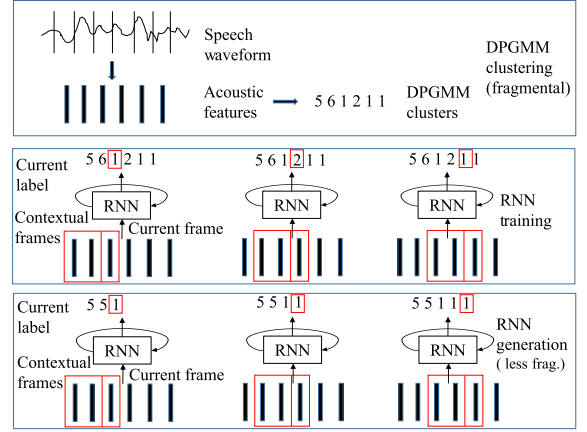 Speech
waveform
DPGMM
clustering
(fragmental)
Acoustic
features
5 6 1 2 1 1
DPGMM
clusters
Current
label
5 6 1 2 1 1
5 6 1 2 1 1
5 6 1 2 1 1
RNN
RNN
RNN
RNN
training
Contextual
frames
Current frame
Current
label
5 5 1
5 5 1 1
5 5 1 1 1
RNN
RNN
RNN
RNN
generation
( less frag.)
Contextual
frames
Current frame